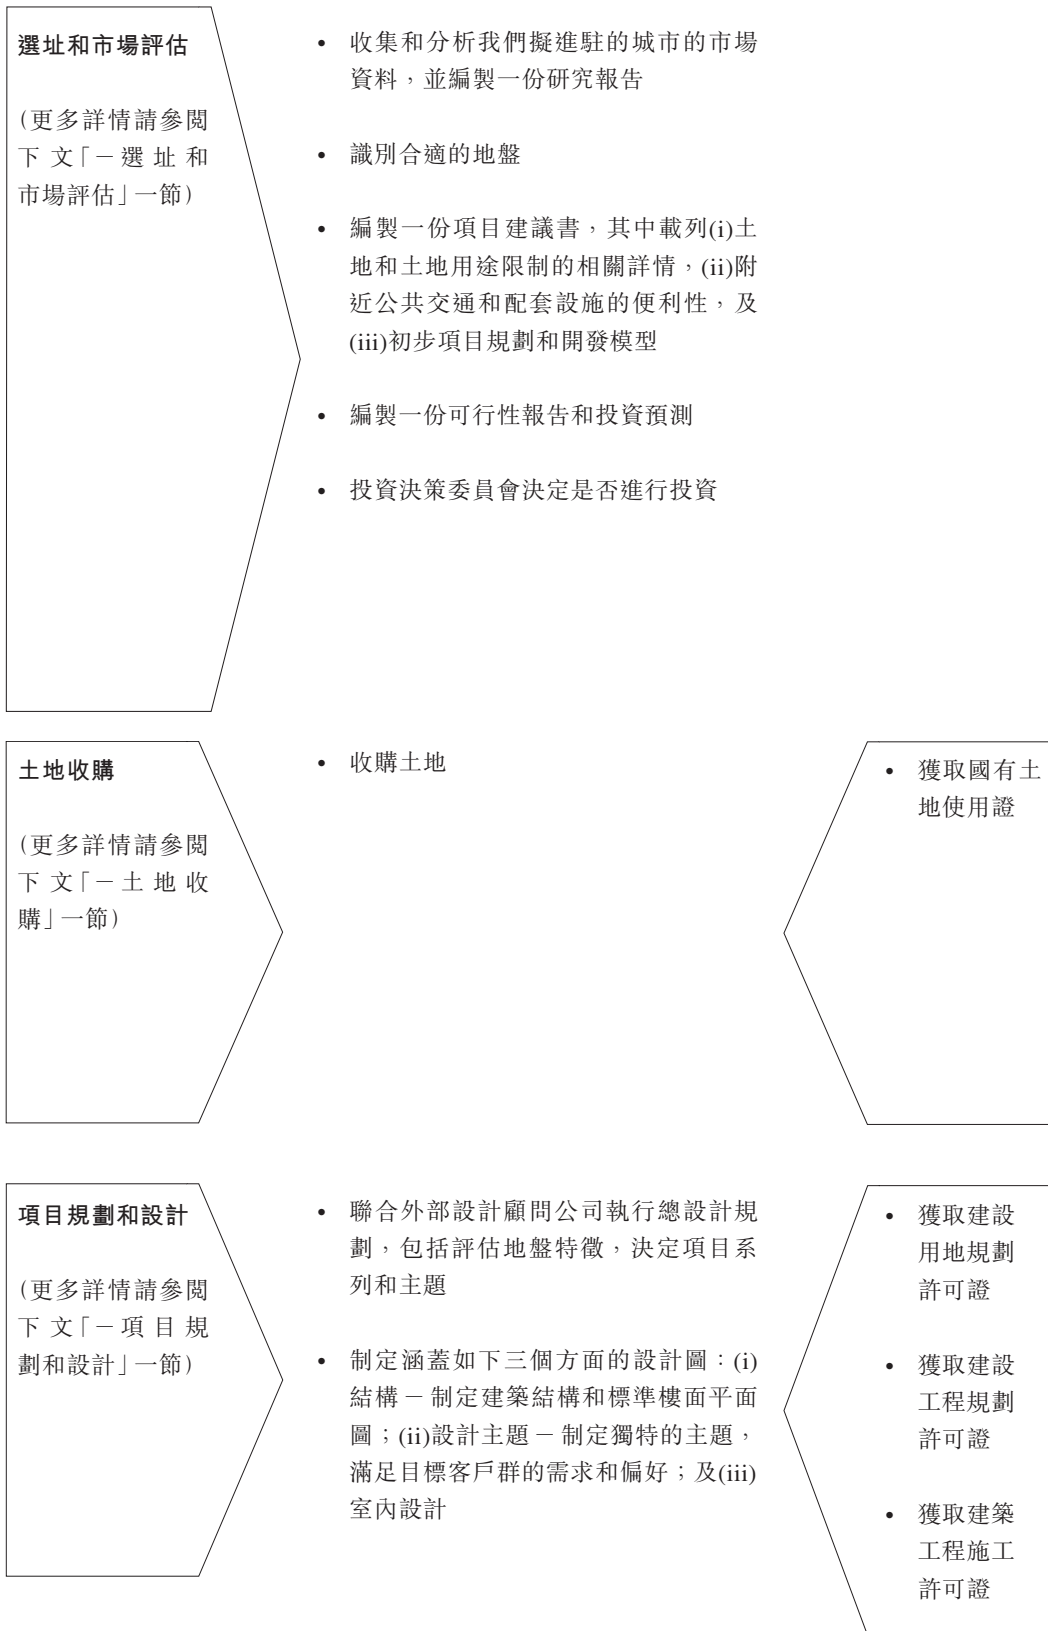 選址和市場評估
(更多詳情請參閱
下文「－選址和
市場評估」一節)
• 收集和分析我們擬進駐的城市的市場
資料，並編製一份研究報告
• 識別合適的地盤
• 編製一份項目建議書，其中載列(i)土
地和土地用途限制的相關詳情，(ii)附
近公共交通和配套設施的便利性，及
(iii)初步項目規劃和開發模型
• 編製一份可行性報告和投資預測
• 投資決策委員會決定是否進行投資
土地收購
(更多詳情請參閱
下文「－土地收
購」一節)
• 收購土地
• 獲取國有土
地使用證
項目規劃和設計
(更多詳情請參閱
下文「－項目規
劃和設計」一節)
• 聯合外部設計顧問公司執行總設計規
劃，包括評估地盤特徵，決定項目系
列和主題
• 制定涵蓋如下三個方面的設計圖：(i)
結構－制定建築結構和標準樓面平面
圖；(ii)設計主題－制定獨特的主題，
滿足目標客戶群的需求和偏好；及(iii)
室內設計
• 獲取建設
用地規劃
許可證
• 獲取建設
工程規劃
許可證
• 獲取建築
工程施工
許可證